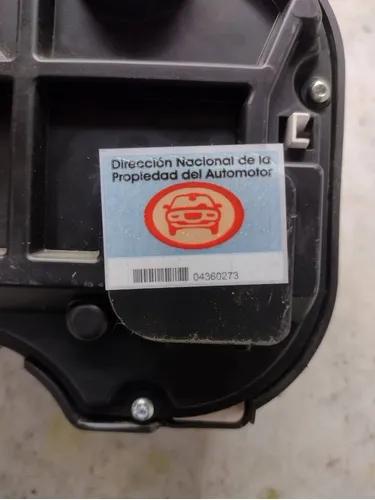 Dirección Nacional de la
Propiedad del Automotor
04360273